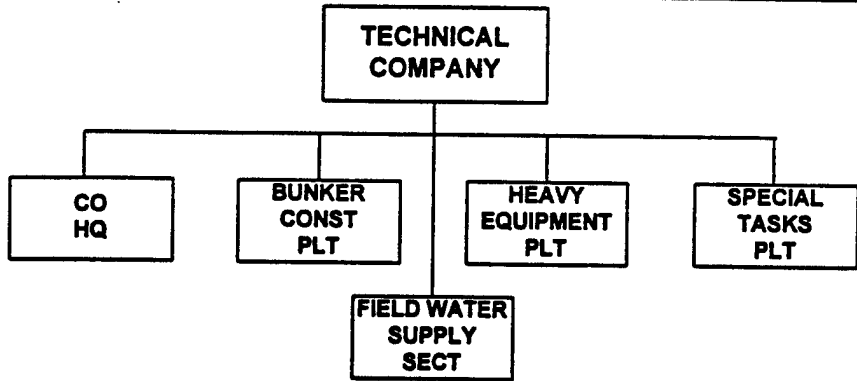 TECHNICAL
COMPANY
CO
HQ
BUNKER
CONST
PLT
HEAVY
EQUIPMENT
PLT
SPECIAL
TASKS
PLT
FIELD WATER
SUPPLY
SECT